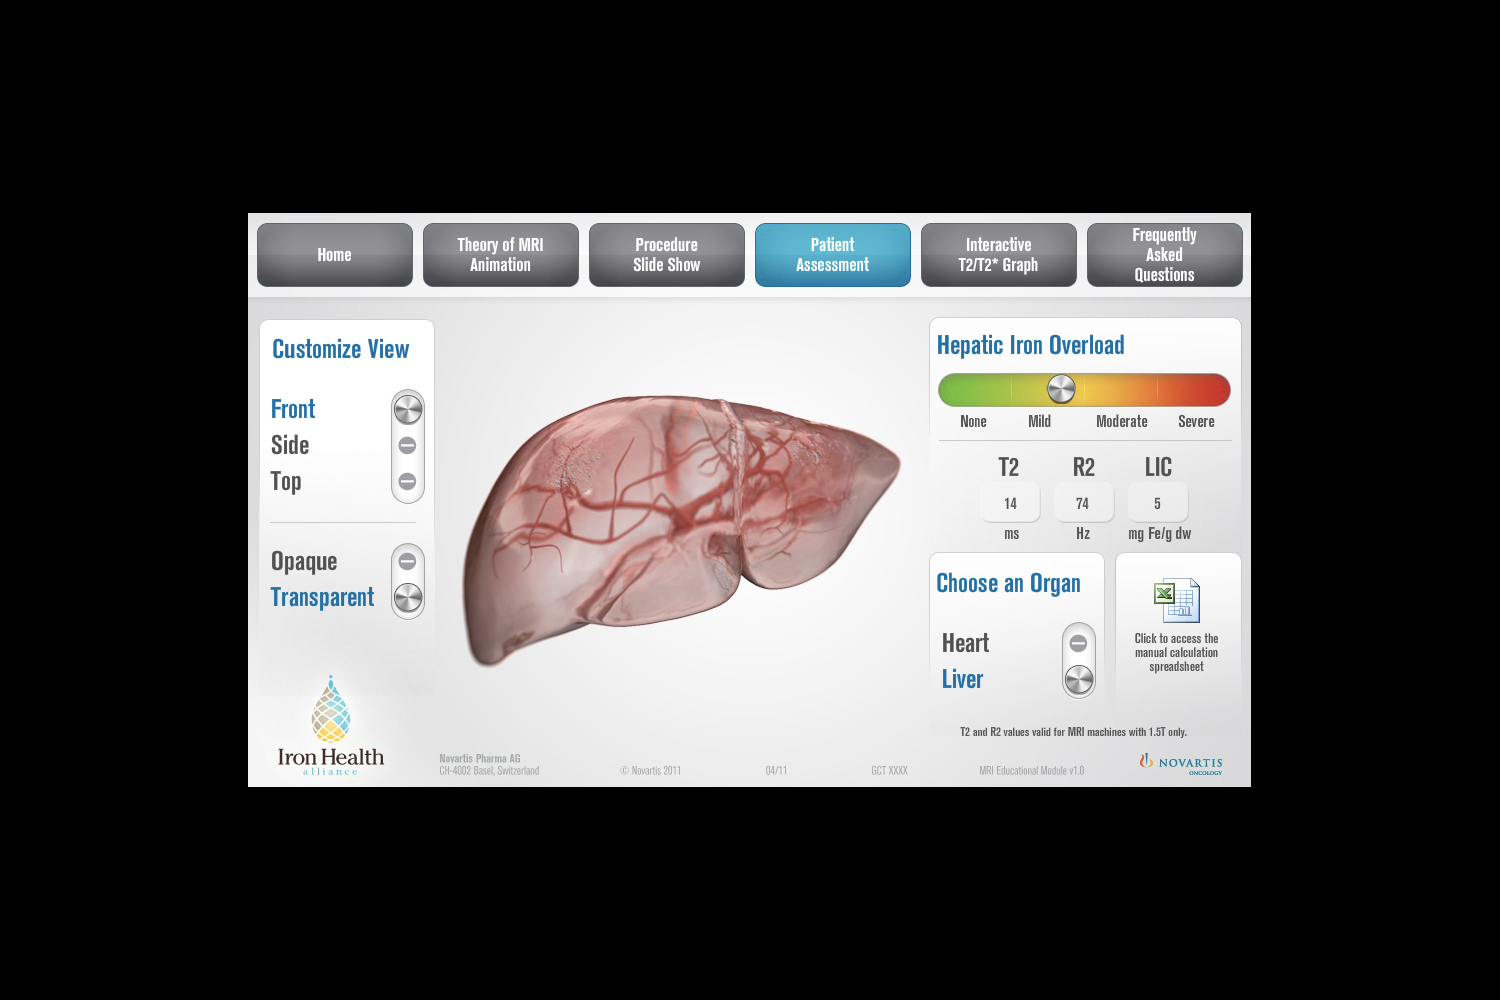 Home
Theory of MRI
Animation
Procedure
Slide Show
Patient
Assessment
Interactive
T2/T2* Graph
Frequently
Asked
Questions
Customize View
Front
Side
Top
Opaque
Transparent
Iron Health
alliance
Hepatic Iron Overload
None Mild Moderate Severe
T2 R2 LIC
14 74 5
ms Hz mg Fe/g dw
Choose an Organ
Heart
Liver
Click to access the
manual calculation
spreadsheet
T2 and R2 values valid for MRI machines with 1.5T only.
Novartis Pharma AG
CH-4002 Basel, Switzerland
© Novartis 2011
04/11
GCT XXXX
MRI Educational Module v1.0
NOVARTIS
ONCOLOGY